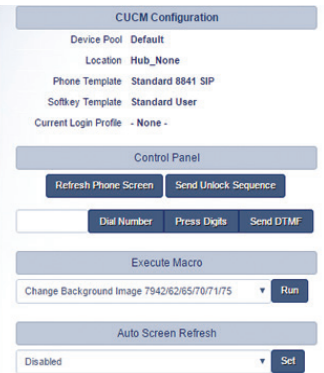 CUCM Configuration
Device Pool Default
Location Hub_None
Phone Template Standard 8841 SIP
Softkey Template Standard User
Current Login Profile - None -
Control Panel
Refresh Phone Screen Send Unlock Sequence
Dial Number Press Digits Send DTMF
Execute Macro
Change Background Image 7942/62/65/70/71/75 Run
Auto Screen Refresh
Disabled Set